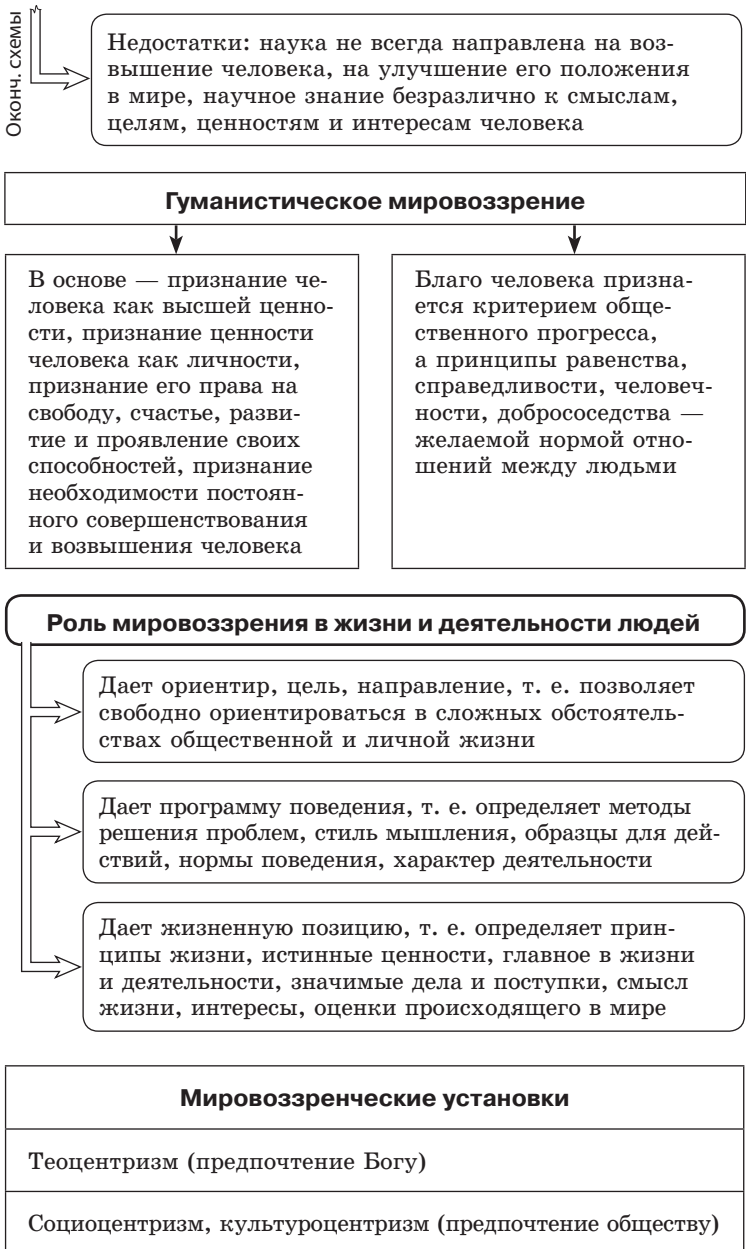 Оконч. схемы
Недостатки: наука не всегда направлена на воз-
вышение человека, на улучшение его положения
в мире, научное знание безразлично к смыслам,
целям, ценностям и интересам человека
Гуманистическое мировоззрение
В основе — признание че-
ловека как высшей ценно-
сти, признание ценности
человека как личности,
признание его права на
свободу, счастье, разви-
тие и проявление своих
способностей, признание
необходимости постоян-
ного совершенствования
и возвышения человека
Благо человека призна-
ется критерием обще-
ственного прогресса,
а принципы равенства,
справедливости, человеч-
ности, добрососедства —
желаемой нормой отно-
шений между людьми
Роль мировоззрения в жизни и деятельности людей
Дает ориентир, цель, направление, т. е. позволяет
свободно ориентироваться в сложных обстоятель-
ствах общественной и личной жизни
Дает программу поведения, т. е. определяет методы
решения проблем, стиль мышления, образцы для дей-
ствий, нормы поведения, характер деятельности
Дает жизненную позицию, т. е. определяет прин-
ципы жизни, истинные ценности, главное в жизни
и деятельности, значимые дела и поступки, смысл
жизни, интересы, оценки происходящего в мире
Мировоззренческие установки
Теоцентризм (предпочтение Богу)
Социоцентризм, культуроцентризм (предпочтение обществу)